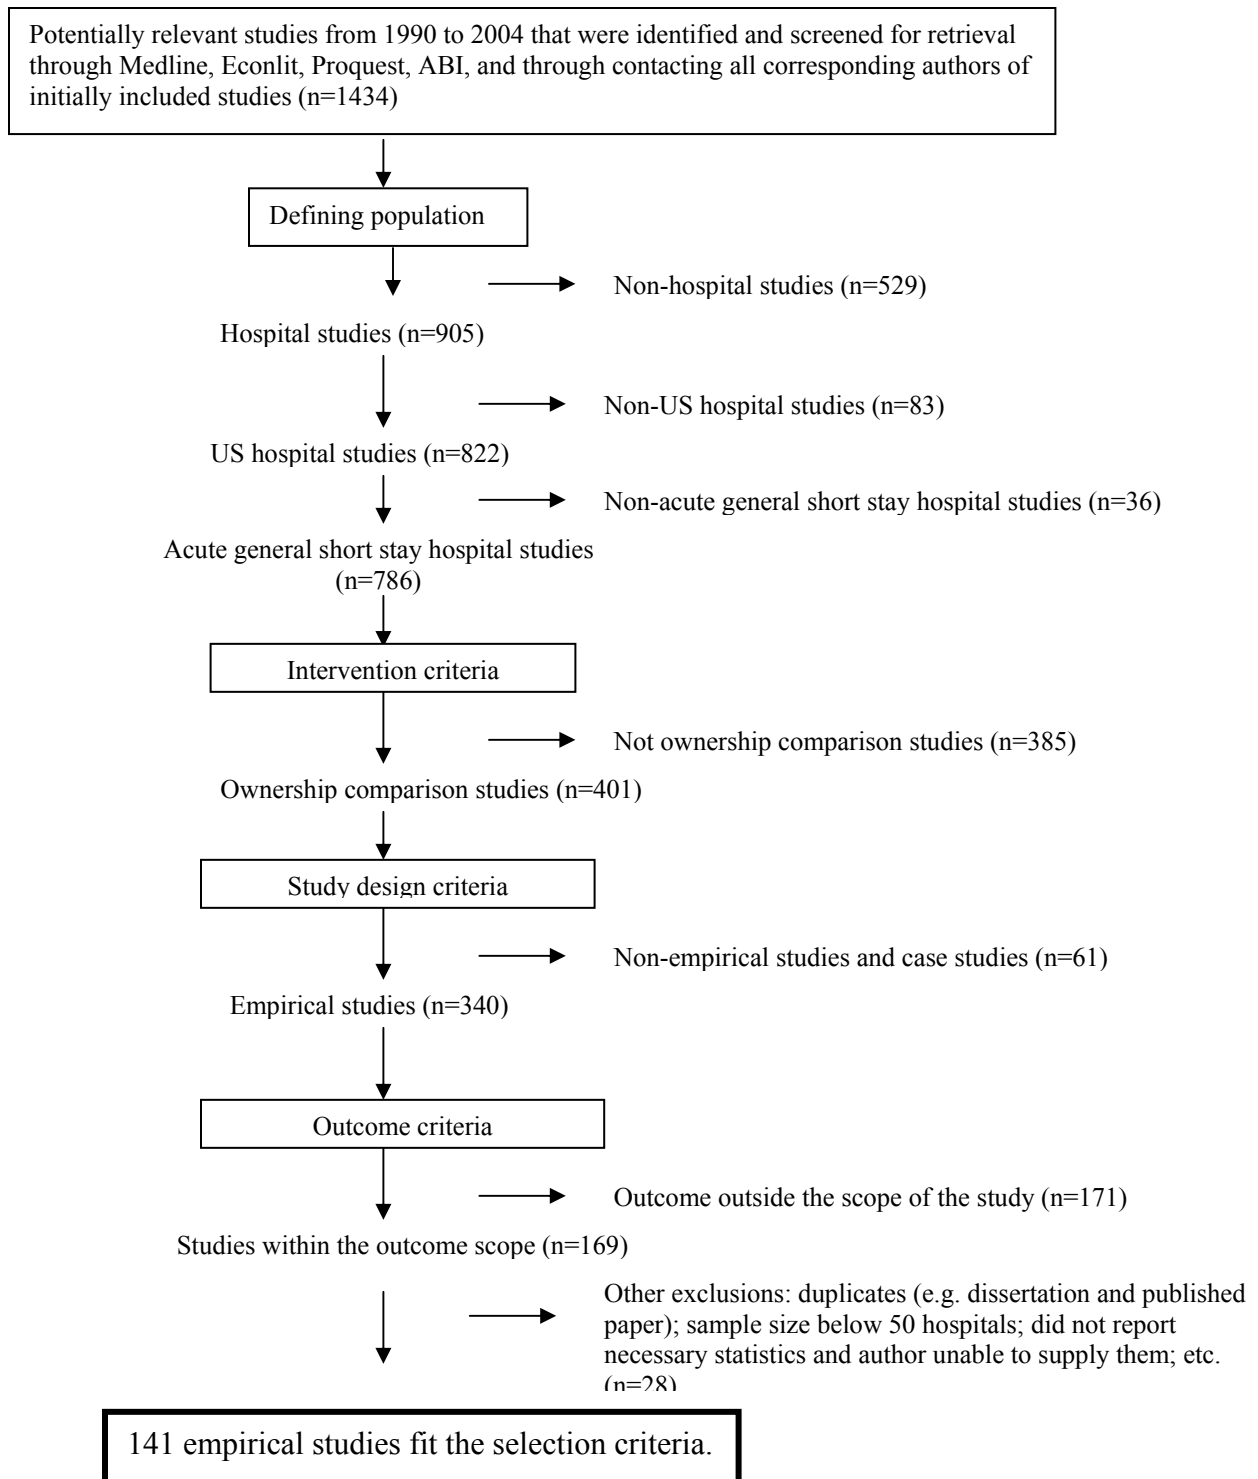 Potentially relevant studies from 1990 to 2004 that were identified and screened for retrieval
through Medline, Econlit, Proquest, ABI, and through contacting all corresponding authors of
initially included studies (n=1434)
Defining population
Non-hospital studies (n=529)
Hospital studies (n=905)
Non-US hospital studies (n=83)
US hospital studies (n=822)
Non-acute general short stay hospital studies (n=36)
Acute general short stay hospital studies
(n=786)
Intervention criteria
Not ownership comparison studies (n=385)
Ownership comparison studies (n=401)
Study design criteria
Non-empirical studies and case studies (n=61)
Empirical studies (n=340)
Outcome criteria
Outcome outside the scope of the study (n=171)
Studies within the outcome scope (n=169)
Other exclusions: duplicates (e.g. dissertation and published
paper); sample size below 50 hospitals; did not report
necessary statistics and author unable to supply them; etc.
(n=28)
141 empirical studies fit the selection criteria.